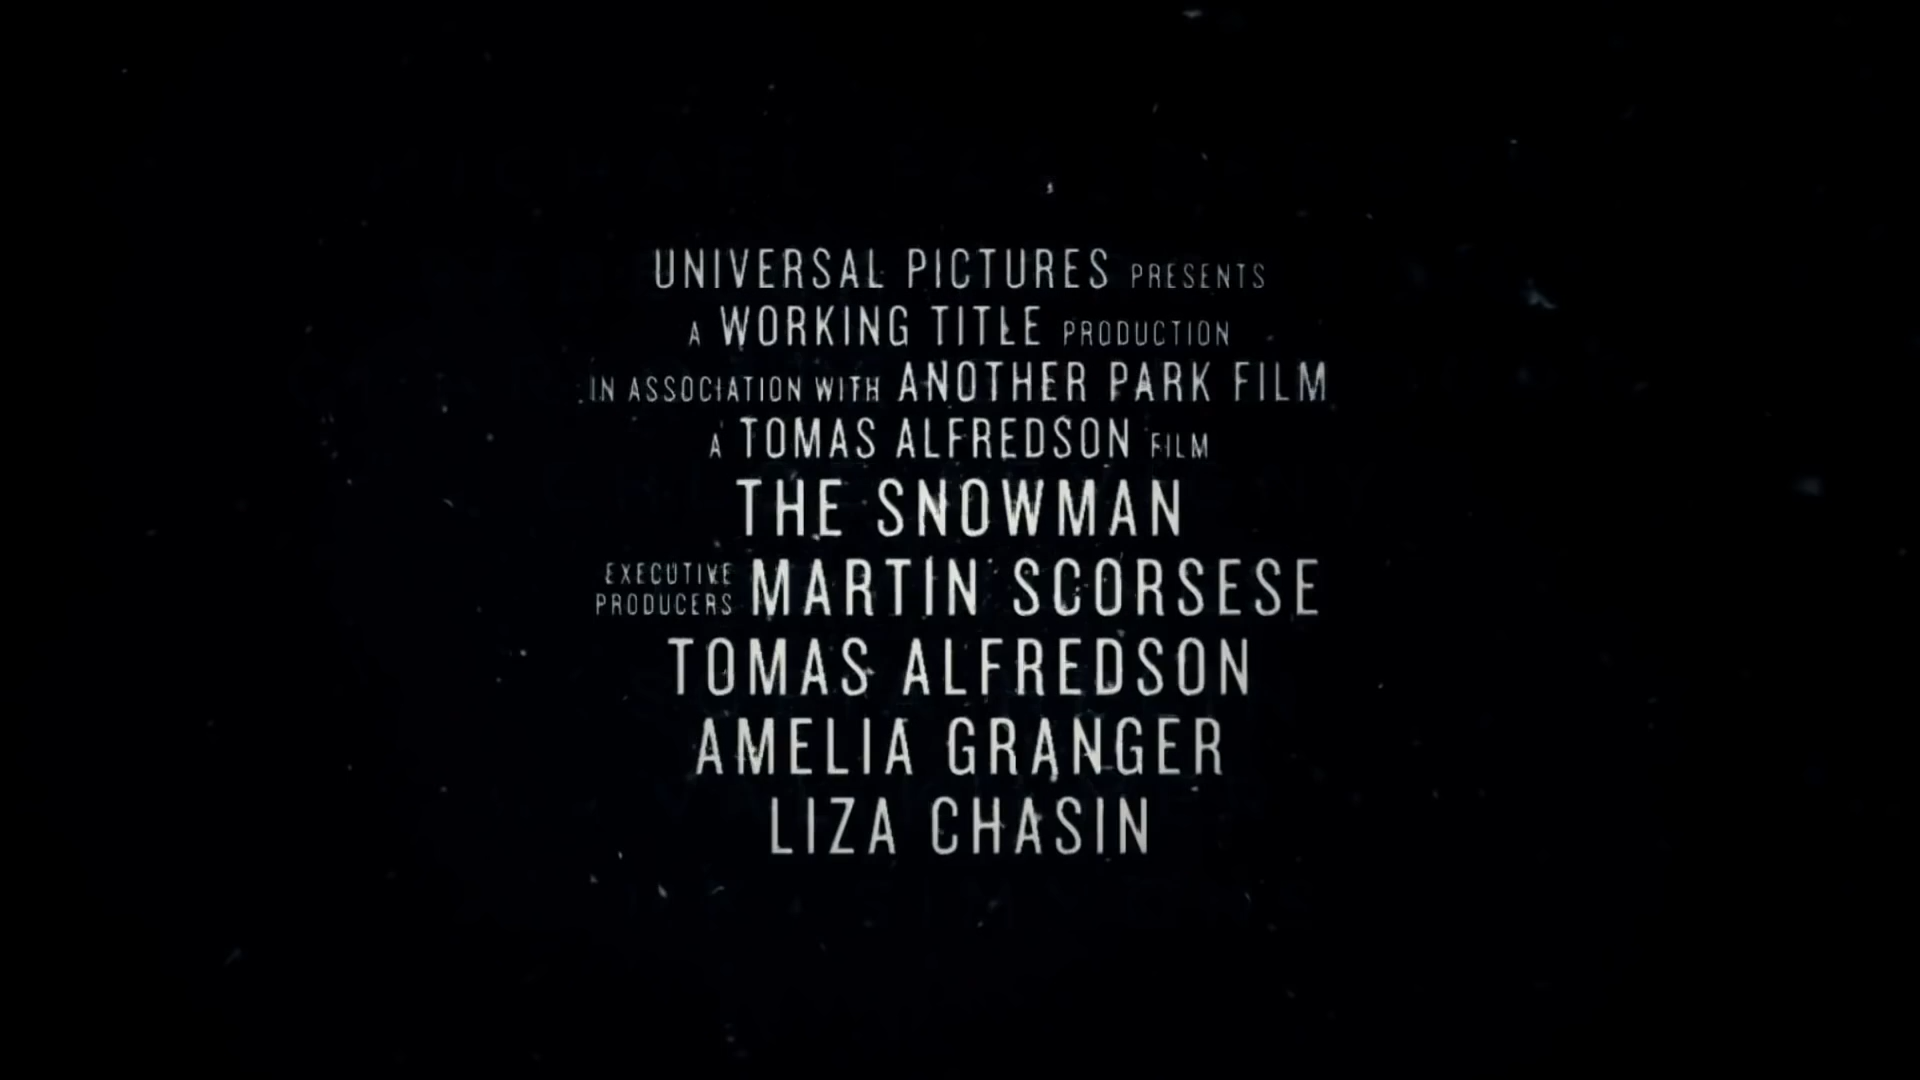 UNIVERSAL PICTURES PRESENTS
A WORKING TITLE PRODUCTION
IN ASSOCIATION WITH ANOTHER PARK FILM
A TOMAS ALFREDSON FILM
THE SNOWMAN
EXECUTIVE PRODUCERS MARTIN SCORSESE
TOMAS ALFREDSON
AMELIA GRANGER
LIZA CHASIN